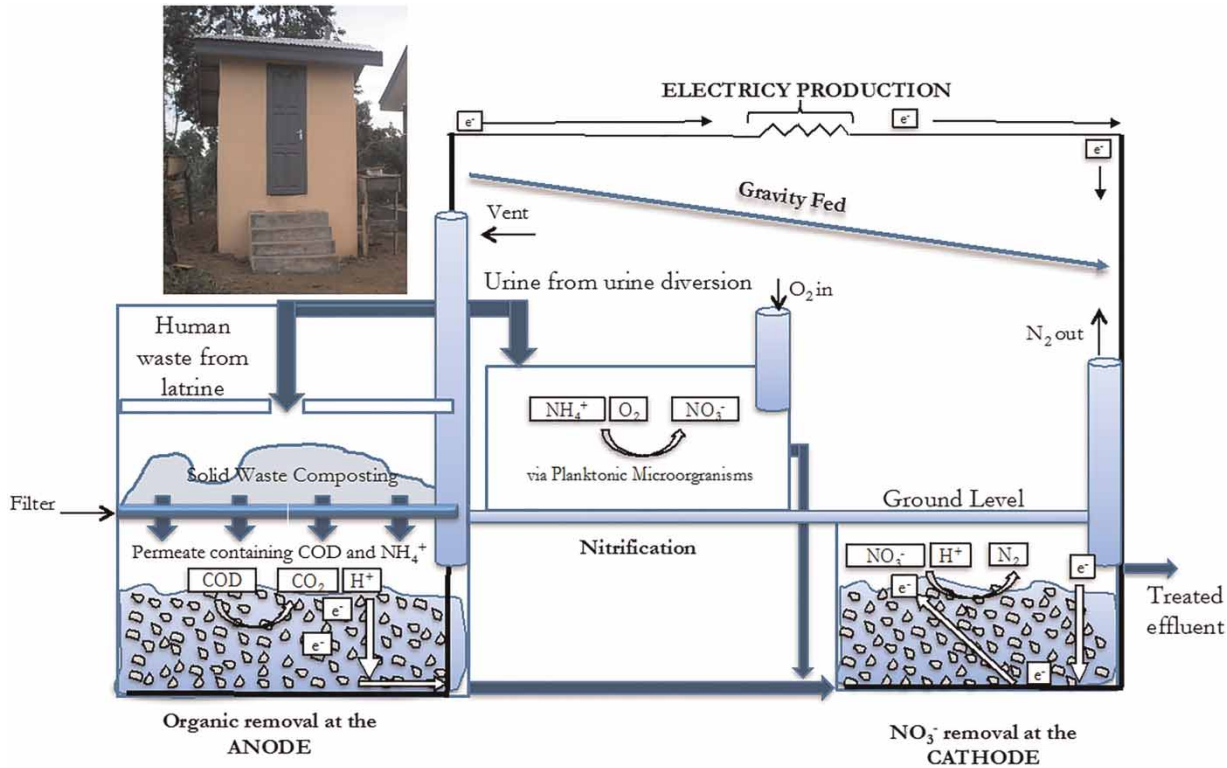 ELECTRICY PRODUCTION
e⁻
e⁻
e⁻
Gravity Fed
Vent
Urine from urine diversion
O₂ in
N₂ out
Human
waste from
latrine
NH₄⁺ O₂ NO₃⁻
via Planktonic Microorgranisms
Solid Waste Composting
Filter
Ground Level
Permeate containing COD and NH₄⁺
Nitrification
COD CO₂ H⁺
NO₃⁻ H⁺ N₂
e⁻
e⁻
e⁻
e⁻
e⁻
Treated
effluent
Organic removal at the
ANODE
NO₃⁻ removal at the
CATHODE